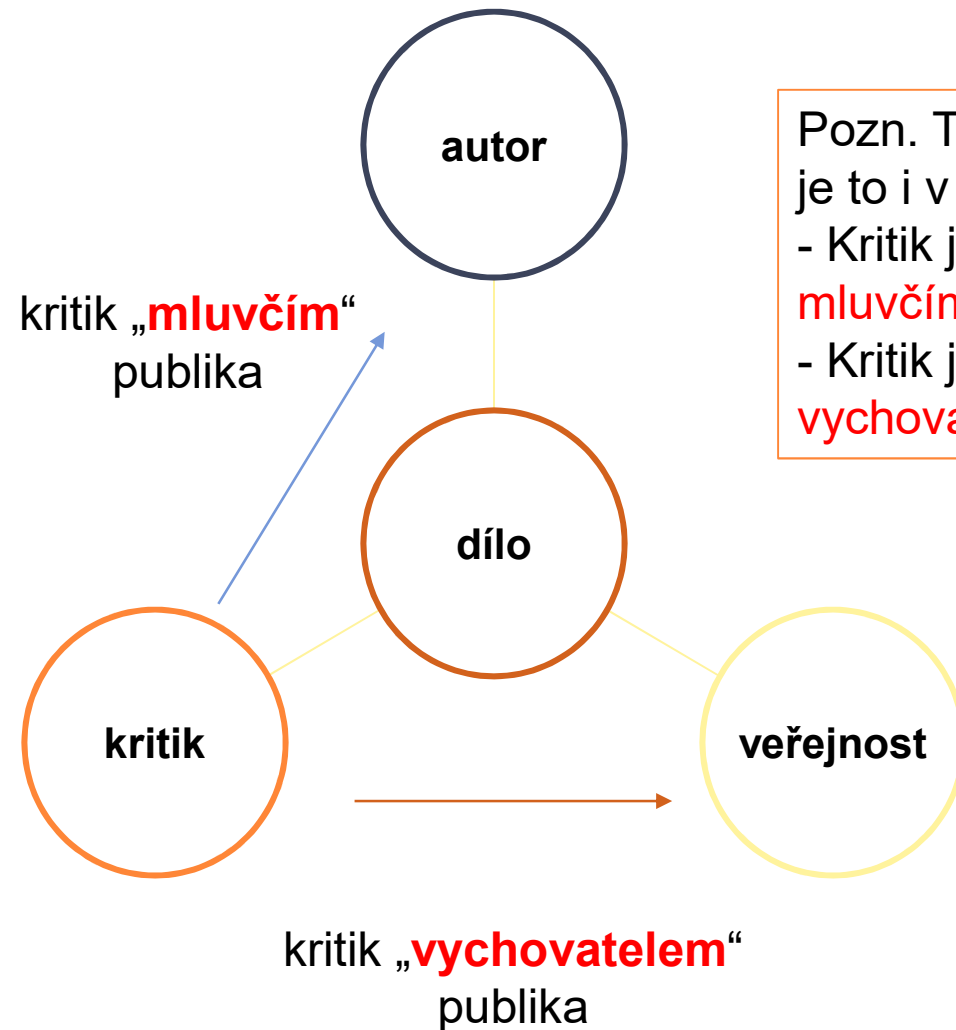 autor
Pozn. T
je to i v
- Kritik j
mluvčím
- Kritik j
vychova
kritik „mluvčím“
publika
dílo
kritik
veřejnost
kritik „vychovatelem“
publika